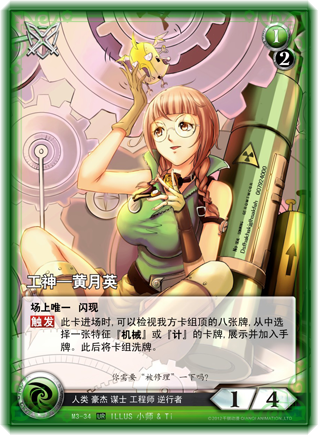 1
2
工神—黄月英
场上唯一 闪现
触发 此卡进场时,可以检视我方卡组顶的八张牌,从中选
择一张特征『机械』或『计』的卡牌,展示并加入手
牌。此后将卡组洗牌。
你需要“被修理”一下吗?
人类 豪杰 谋士 工程师 逆行者
1/4
M3-34 UR ILLUS 小师 & Ti